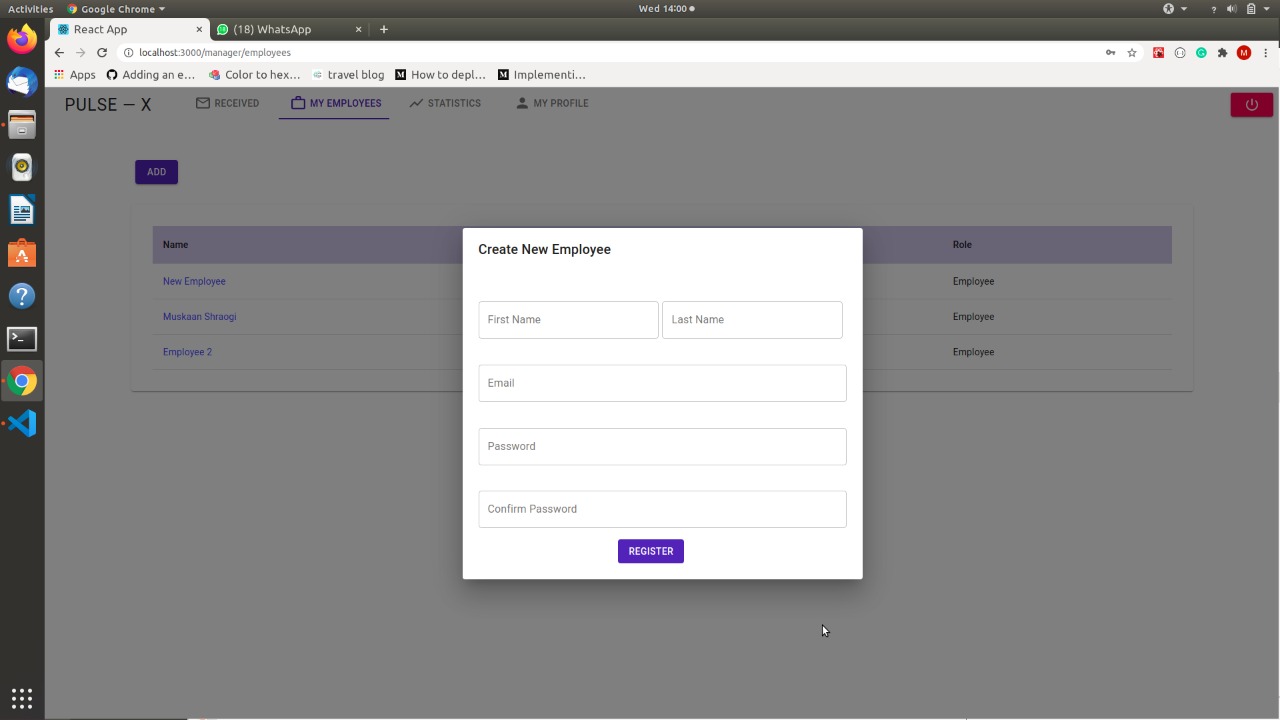 Activities Google Chrome Wed 14:00
React App (18) WhatsApp
localhost:3000/manager/employees M
Apps Adding an e... Color to hex... travel blog How to depl... Implementi...
PULSE — X RECEIVED MY EMPLOYEES STATISTICS MY PROFILE
ADD
Name Role
New Employee Employee
Muskaan Shraogi Employee
Employee 2 Employee
Create New Employee
First Name Last Name
Email
Password
Confirm Password
REGISTER